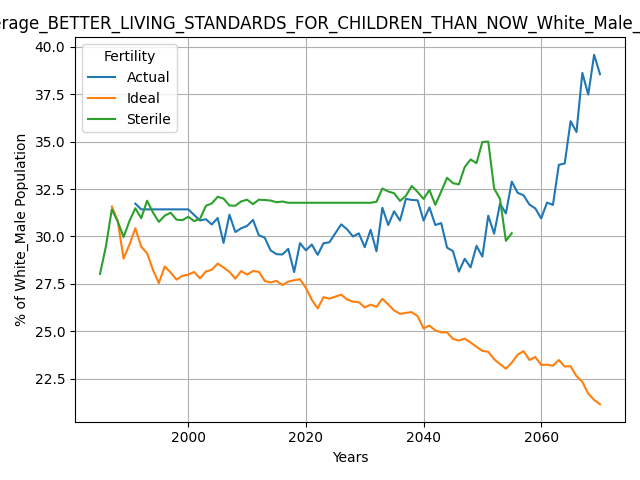 erage_BETTER_LIVING_STANDARDS_FOR_CHILDREN_THAN_NOW_White_Male_
Fertility
Actual
Ideal
Sterile
% of White_Male Population
40.0
37.5
35.0
32.5
30.0
27.5
25.0
22.5
2000 2020 2040 2060
Years